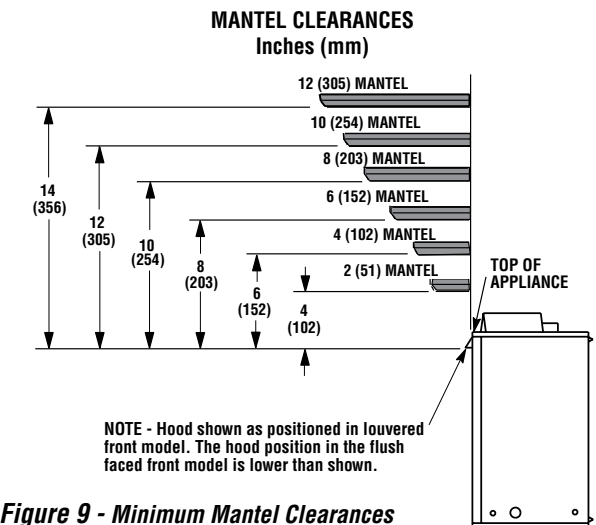 MANTEL CLEARANCES
Inches (mm)
12 (305) MANTEL
10 (254) MANTEL
8 (203) MANTEL
6 (152) MANTEL
4 (102) MANTEL
2 (51) MANTEL
14
(356)
12
(305)
10
(254)
8
(203)
6
(152)
4
(102)
TOP OF
APPLIANCE
NOTE - Hood shown as positioned in louvered
front model. The hood position in the flush
faced front model is lower than shown.
Figure 9 - Minimum Mantel Clearances